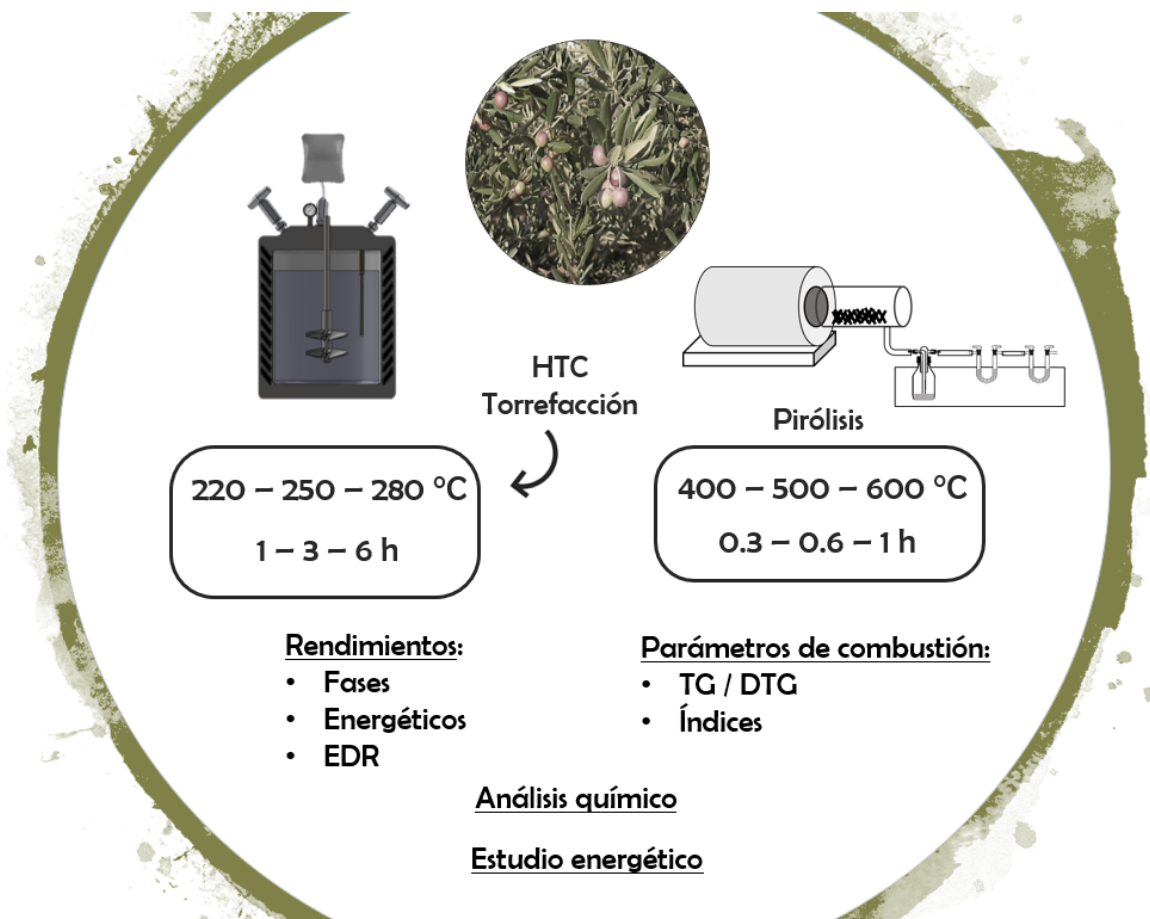 HTC
Torrefacción
Pirólisis
220 – 250 – 280 °C
1 – 3 – 6 h
400 – 500 – 600 °C
0.3 – 0.6 – 1 h
Rendimientos:
• Fases
• Energéticos
• EDR
Parámetros de combustión:
• TG / DTG
• Índices
Análisis químico
Estudio energético